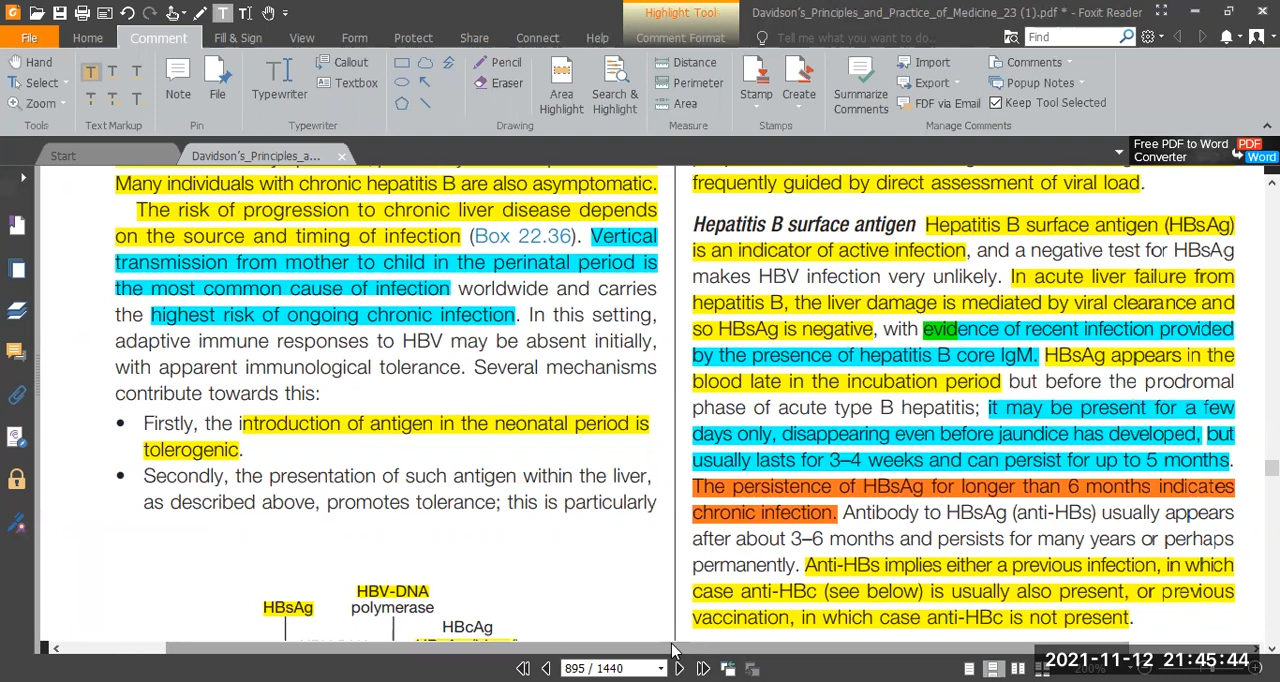 Highlight Tool
Davidson's_Principles_and_Practice_of_Medicine_23 (1).pdf * - Foxit Reader
File
Home
Comment
Fill & Sign
View
Form
Protect
Share
Connect
Help
Comment Format
Tell me what you want to do..
Find
Hand
Select
Zoom
Tools
Text Markup
Note
File
Pin
Typewriter
Callout
Textbox
Typewriter
Pencil
Eraser
Drawing
Area
Highlight
Search &
Highlight
Distance
Perimeter
Area
Measure
Stamp
Create
Stamps
Summarize
Comments
Import
Export
FDF via Email
Comments
Popup Notes
Keep Tool Selected
Manage Comments
Start
Davidson's_Principles_a...
Free PDF to Word
Converter
PDF
Word
Many individuals with chronic hepatitis B are also asymptomatic.
The risk of progression to chronic liver disease depends
on the source and timing of infection (Box 22.36). Vertical
transmission from mother to child in the perinatal period is
the most common cause of infection worldwide and carries
the highest risk of ongoing chronic infection. In this setting,
adaptive immune responses to HBV may be absent initially,
with apparent immunological tolerance. Several mechanisms
contribute towards this:
• Firstly, the introduction of antigen in the neonatal period is
tolerogenic.
• Secondly, the presentation of such antigen within the liver,
as described above, promotes tolerance; this is particularly
HBV-DNA
polymerase
HBsAg
HBcAg
frequently guided by direct assessment of viral load.
Hepatitis B surface antigen Hepatitis B surface antigen (HBsAg)
is an indicator of active infection, and a negative test for HBsAg
makes HBV infection very unlikely. In acute liver failure from
hepatitis B, the liver damage is mediated by viral clearance and
so HBsAg is negative, with evidence of recent infection provided
by the presence of hepatitis B core IgM. HBsAg appears in the
blood late in the incubation period but before the prodromal
phase of acute type B hepatitis; it may be present for a few
days only, disappearing even before jaundice has developed, but
usually lasts for 3–4 weeks and can persist for up to 5 months.
The persistence of HBsAg for longer than 6 months indicates
chronic infection. Antibody to HBsAg (anti-HBs) usually appears
after about 3–6 months and persists for many years or perhaps
permanently. Anti-HBs implies either a previous infection, in which
case anti-HBc (see below) is usually also present, or previous
vaccination, in which case anti-HBc is not present.
895 / 1440
2021-11-12 21:45:44